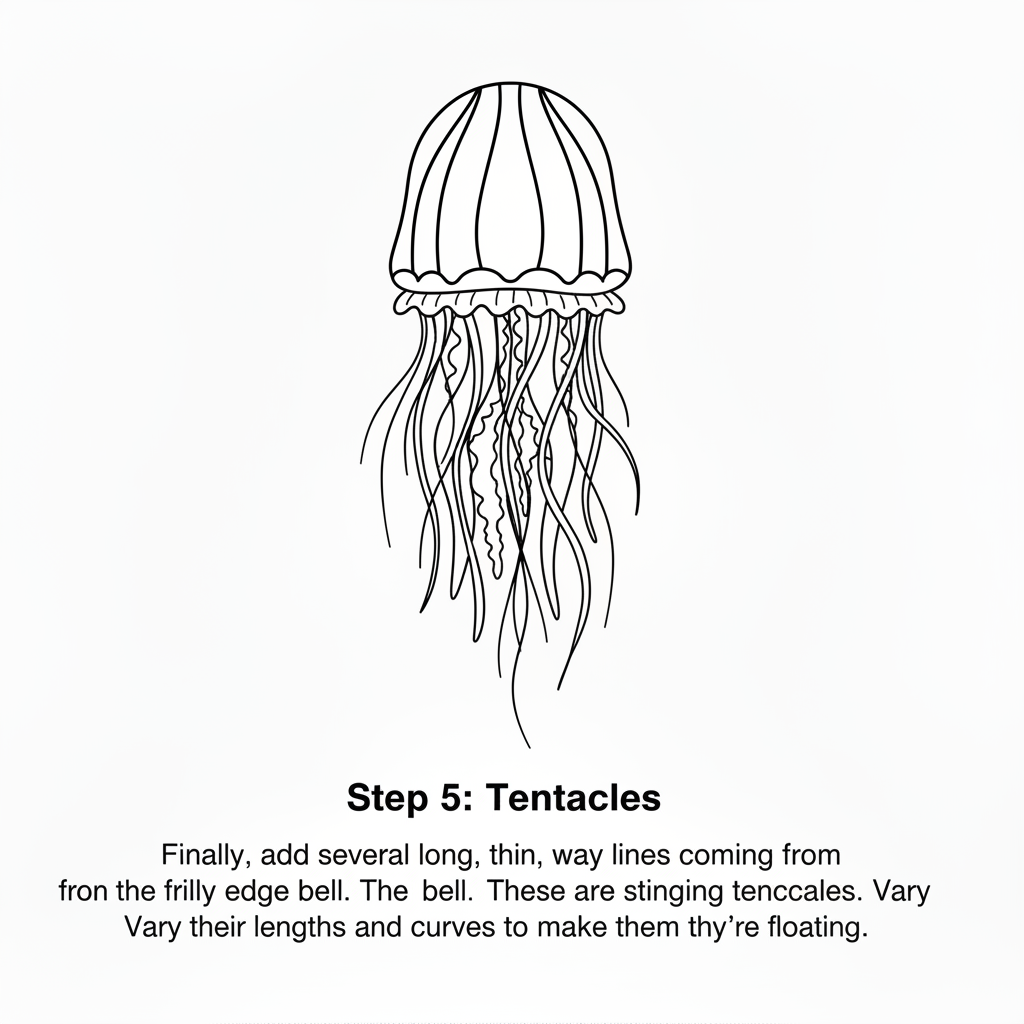 Step 5: Tentacles
Finally, add several long, thin, way lines coming from
fron the frilly edge bell. The bell. These are stinging tenccales. Vary
Vary their lengths and curves to make them thy’re floating.